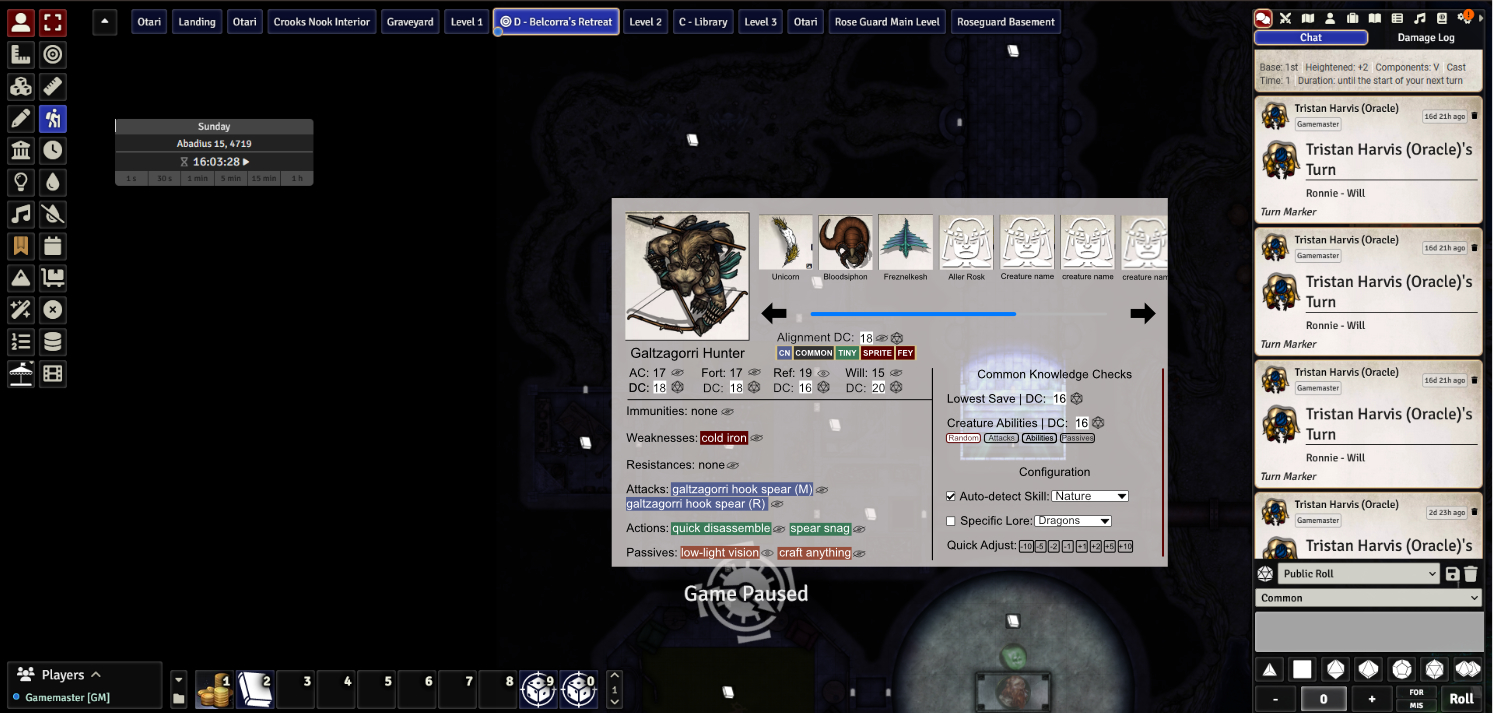 Otari
Landing
Otari
Crooks Nook Interior
Graveyard
Level 1
D - Belcorra's Retreat
Level 2
C - Library
Level 3
Otari
Rose Guard Main Level
Roseguard Basement
Sunday
Abadius 15, 4719
16:03:28
1 s 30 s 1 min 5 min 15 min 1 h
Unicorn
Bloodsiphon
Freznelkesh
Aller Rosk
Creature name
creature name
creature nam
Alignment DC: 18
Galtzagorri Hunter
CN COMMON TINY SPRITE FEY
AC: 17 Fort: 17 Ref: 19 Will: 15
DC: 18 DC: 18 DC: 16 DC: 20
Immunities: none
Weaknesses: cold iron
Resistances: none
Attacks: galtzagorri hook spear (M)
galtzagorri hook spear (R)
Actions: quick disassemble spear snag
Passives: low-light vision craft anything
Common Knowledge Checks
Lowest Save | DC: 16
Creature Abilities | DC: 16
Random Attacks Abilities Passives
Configuration
Auto-detect Skill: Nature
Specific Lore: Dragons
Quick Adjust: -10 -5 -2 -1 +1 +2 +5 +10
Game Paused
Players
Gamemaster [GM]
1 2 3 4 5 6 7 8 9 0
1
Chat
Damage Log
Base: 1st Heightened: +2 Components: V Cast
Time: 1 Duration: until the start of your next turn
Tristan Harvis (Oracle)
Gamemaster
16d 21h ago
Tristan Harvis (Oracle)'s
Turn
Ronnie - Will
Turn Marker
Tristan Harvis (Oracle)
Gamemaster
16d 21h ago
Tristan Harvis (Oracle)'s
Turn
Ronnie - Will
Turn Marker
Tristan Harvis (Oracle)
Gamemaster
16d 21h ago
Tristan Harvis (Oracle)'s
Turn
Ronnie - Will
Turn Marker
Tristan Harvis (Oracle)
Gamemaster
2d 23h ago
Tristan Harvis (Oracle)'s
Public Roll
Common
- 0 +
FOR
MIS
Roll